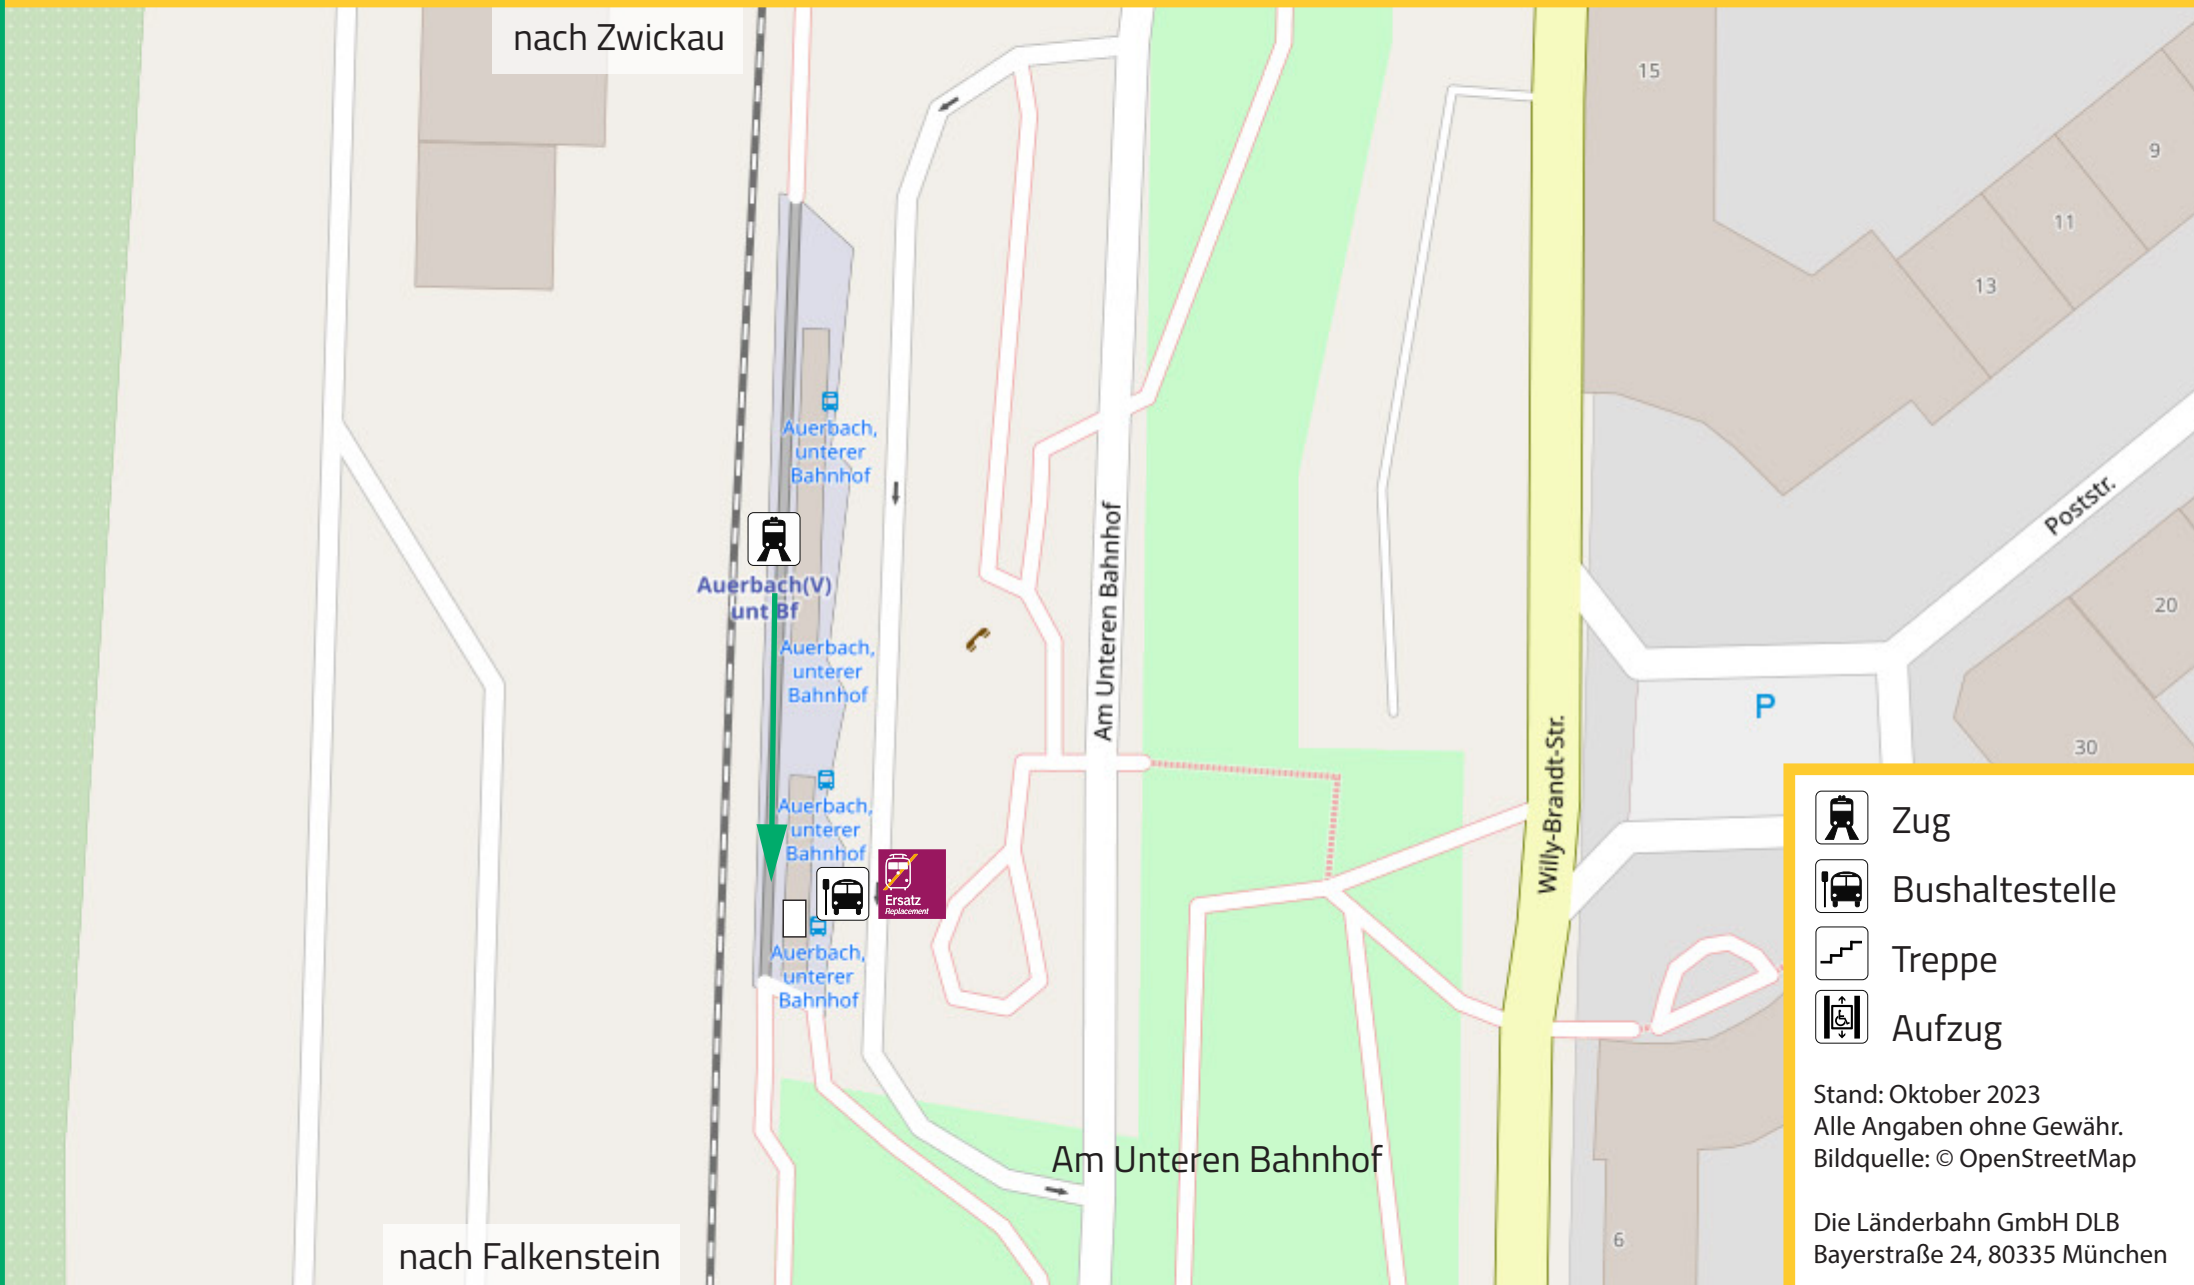 nach Zwickau
15
9
11
13
Auerbach,
unterer
Bahnhof
Poststr.
Am Unteren Bahnhof
Auerbach(V)
unt Bf
20
Auerbach,
unterer
Bahnhof
P
30
Willy-Brandt-Str.
Auerbach,
unterer
Bahnhof
Ersatz
Replacement
Auerbach,
unterer
Bahnhof
Am Unteren Bahnhof
6
nach Falkenstein
Zug
Bushaltestelle
Treppe
Aufzug
Stand: Oktober 2023
Alle Angaben ohne Gewähr.
Bildquelle: © OpenStreetMap
Die Länderbahn GmbH DLB
Bayerstraße 24, 80335 München